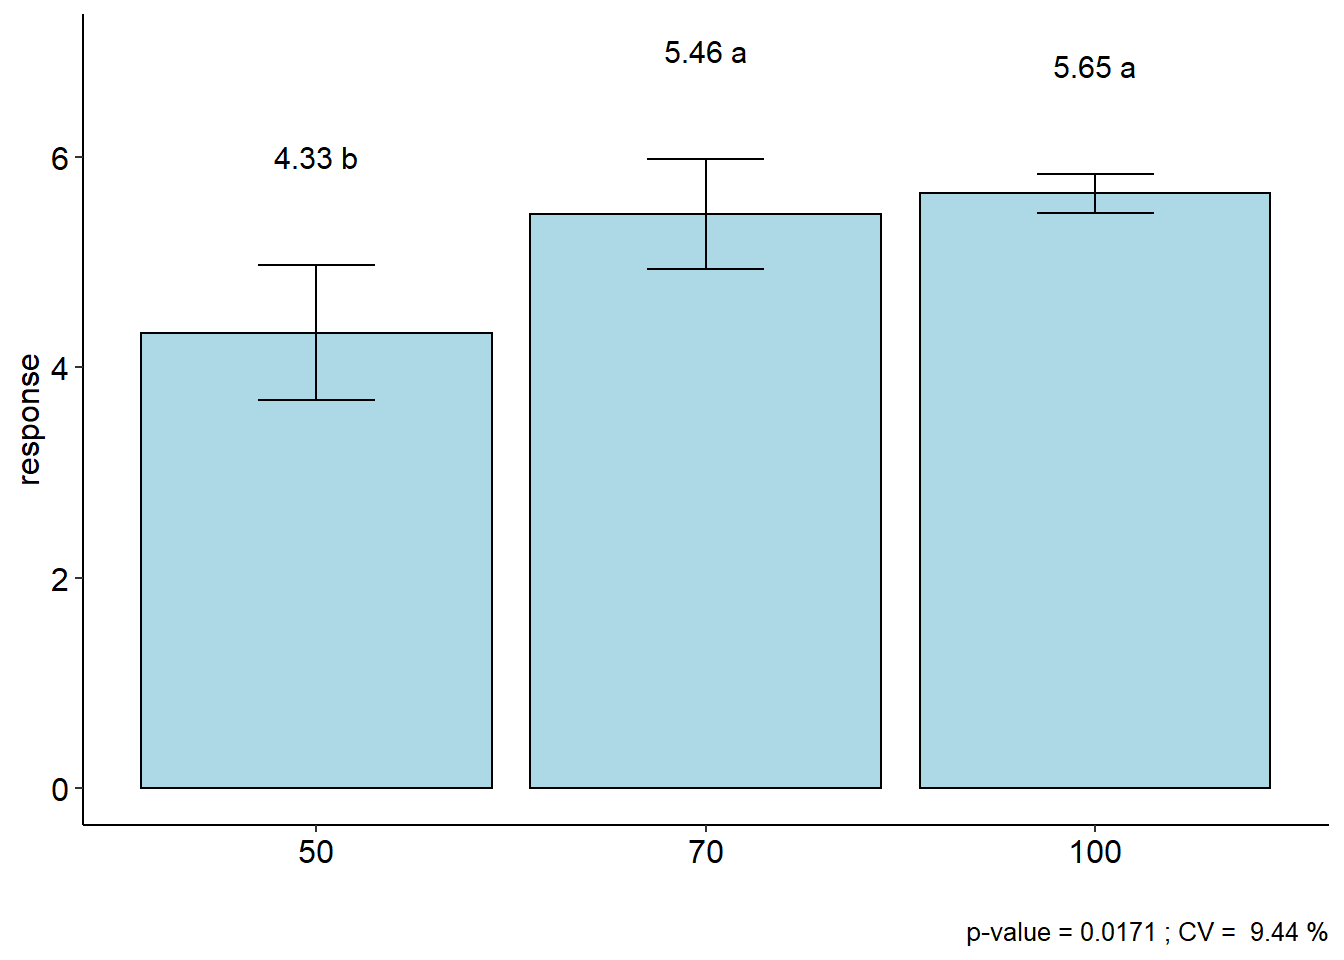 5.46 a
5.65 a
4.33 b
6
4
2
0
response
50 70 100
p-value = 0.0171 ; CV =  9.44 %